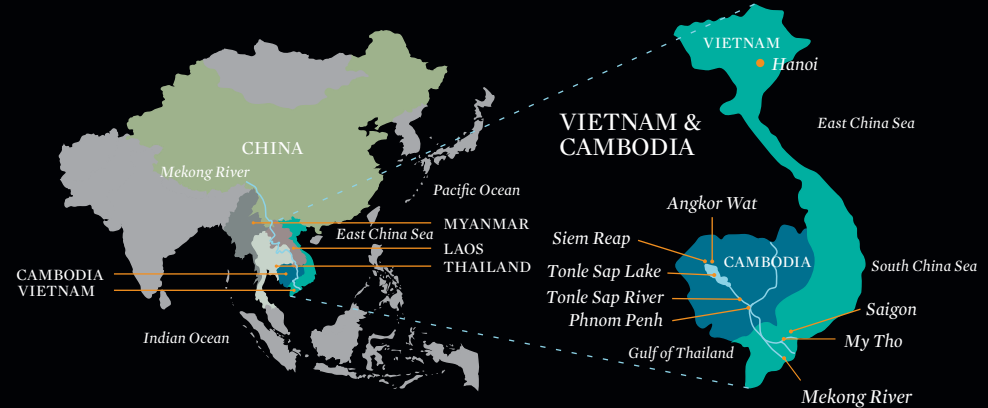 CHINA
Mekong River
Pacific Ocean
MYANMAR
East China Sea
LAOS
THAILAND
CAMBODIA
VIETNAM
Indian Ocean
VIETNAM &
CAMBODIA
VIETNAM
Hanoi
East China Sea
Angkor Wat
Siem Reap
CAMBODIA
Tonle Sap Lake
South China Sea
Tonle Sap River
Phnom Penh
Saigon
My Tho
Gulf of Thailand
Mekong River